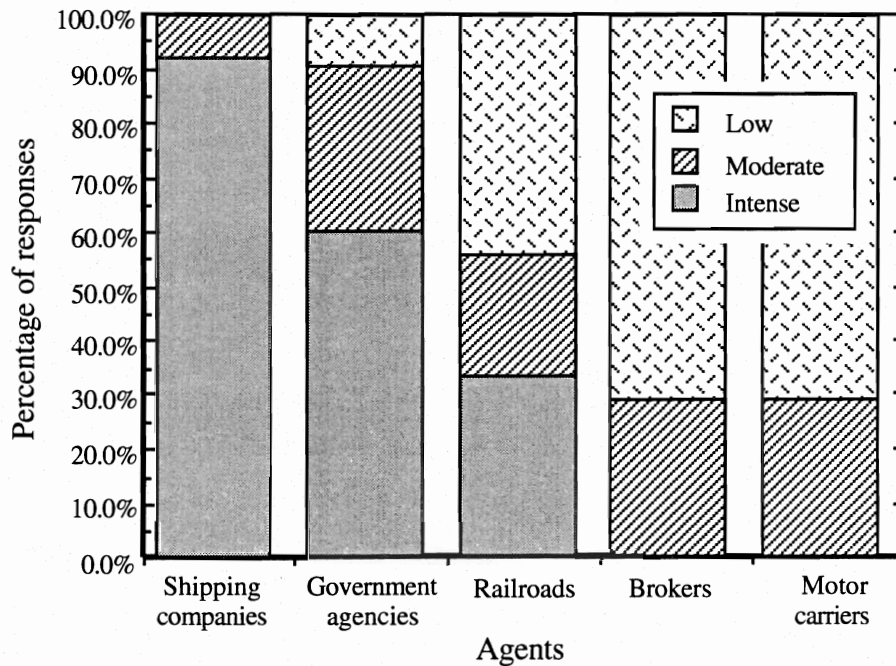 100.0%
90.0%
80.0%
70.0%
60.0%
50.0%
40.0%
30.0%
20.0%
10.0%
0.0%
Percentage of responses
Low
Moderate
Intense
Shipping
companies
Government
agencies
Railroads
Brokers
Motor
carriers
Agents